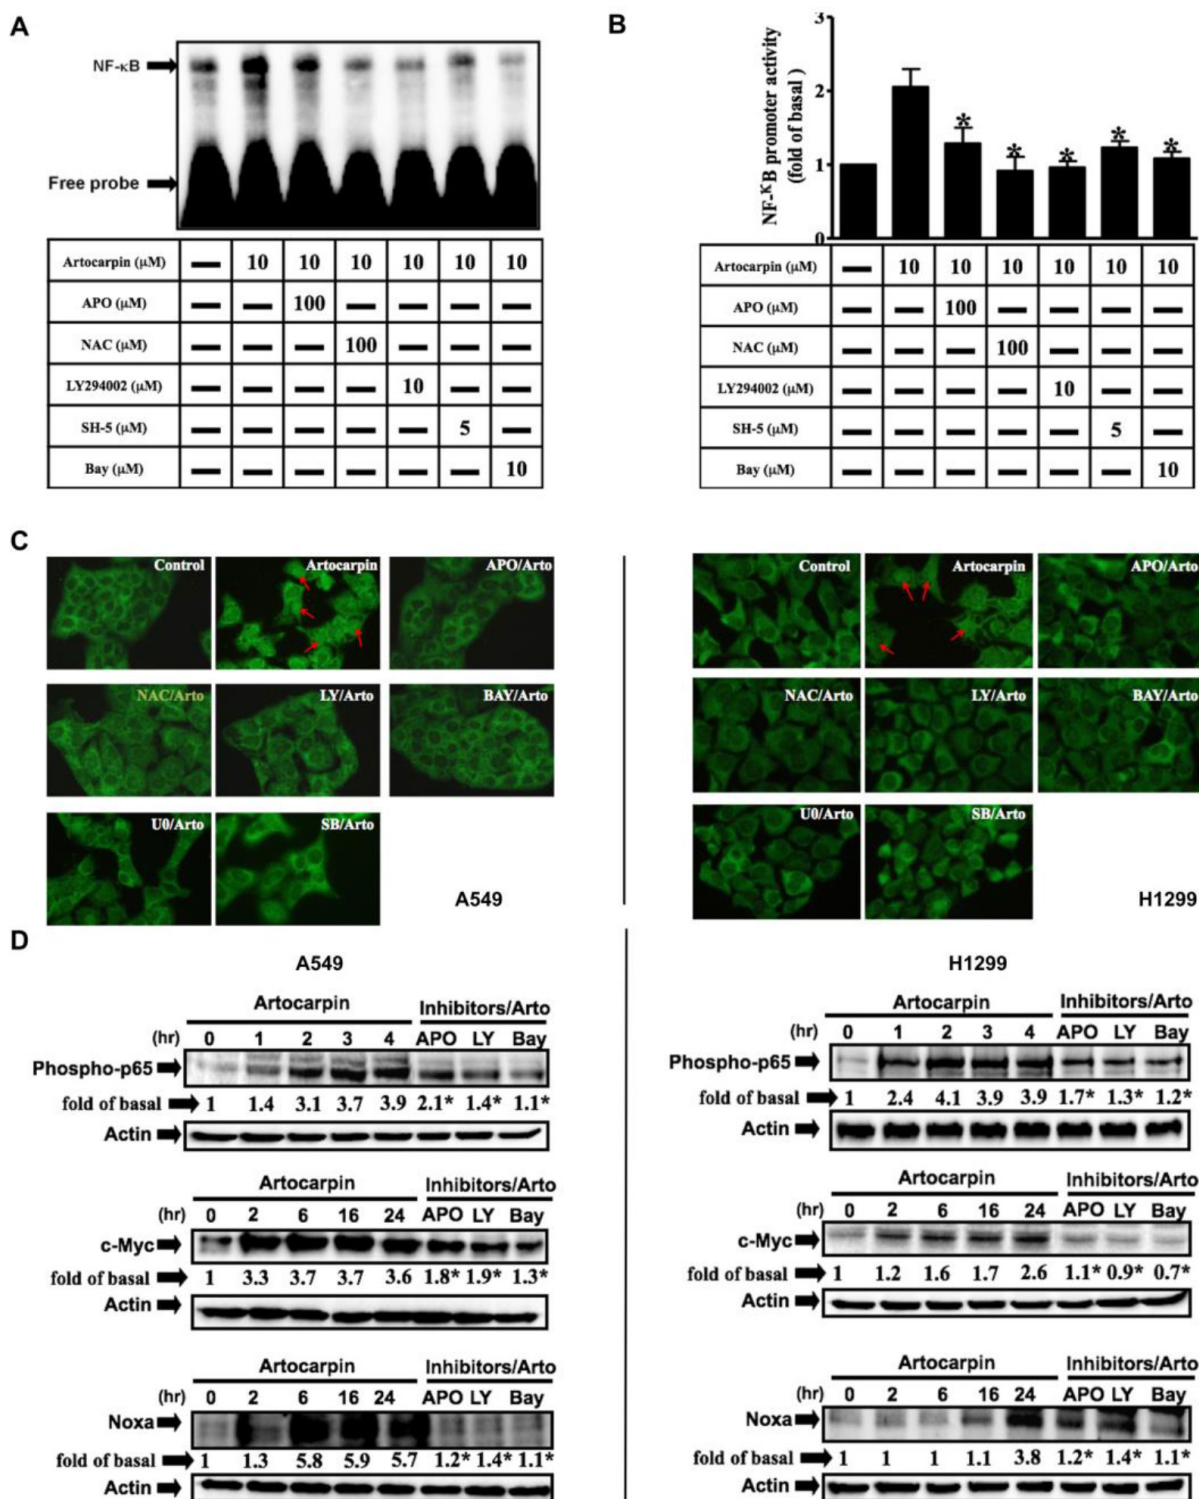 A
NF-κB
Free probe
Artocarpin (μM) — 10 10 10 10 10 10
APO (μM) — — 100 — — — —
NAC (μM) — — — 100 — — —
LY294002 (μM) — — — — 10 — —
SH-5 (μM) — — — — — 5 —
Bay (μM) — — — — — — 10
B
NF-κB promoter activity
(fold of basal )
3
2
1
0
* * * * *
Artocarpin (μM) — 10 10 10 10 10 10
APO (μM) — — 100 — — — —
NAC (μM) — — — 100 — — —
LY294002 (μM) — — — — 10 — —
SH-5 (μM) — — — — — 5 —
Bay (μM) — — — — — — 10
C
Control Artocarpin APO/Arto
NAC/Arto LY/Arto BAY/Arto
U0/Arto SB/Arto
A549
Control Artocarpin APO/Arto
NAC/Arto LY/Arto BAY/Arto
U0/Arto SB/Arto
H1299
D
A549
Artocarpin Inhibitors/Arto
(hr) 0 1 2 3 4 APO LY Bay
Phospho-p65
fold of basal 1 1.4 3.1 3.7 3.9 2.1* 1.4* 1.1*
Actin
Artocarpin Inhibitors/Arto
(hr) 0 2 6 16 24 APO LY Bay
c-Myc
fold of basal 1 3.3 3.7 3.7 3.6 1.8* 1.9* 1.3*
Actin
Artocarpin Inhibitors/Arto
(hr) 0 2 6 16 24 APO LY Bay
Noxa
fold of basal 1 1.3 5.8 5.9 5.7 1.2* 1.4* 1.1*
Actin
H1299
Artocarpin Inhibitors/Arto
(hr) 0 1 2 3 4 APO LY Bay
Phospho-p65
fold of basal 1 2.4 4.1 3.9 3.9 1.7* 1.3* 1.2*
Actin
Artocarpin Inhibitors/Arto
(hr) 0 2 6 16 24 APO LY Bay
c-Myc
fold of basal 1 1.2 1.6 1.7 2.6 1.1* 0.9* 0.7*
Actin
Artocarpin Inhibitors/Arto
(hr) 0 2 6 16 24 APO LY Bay
Noxa
fold of basal 1 1 1 1.1 3.8 1.2* 1.4* 1.1*
Actin